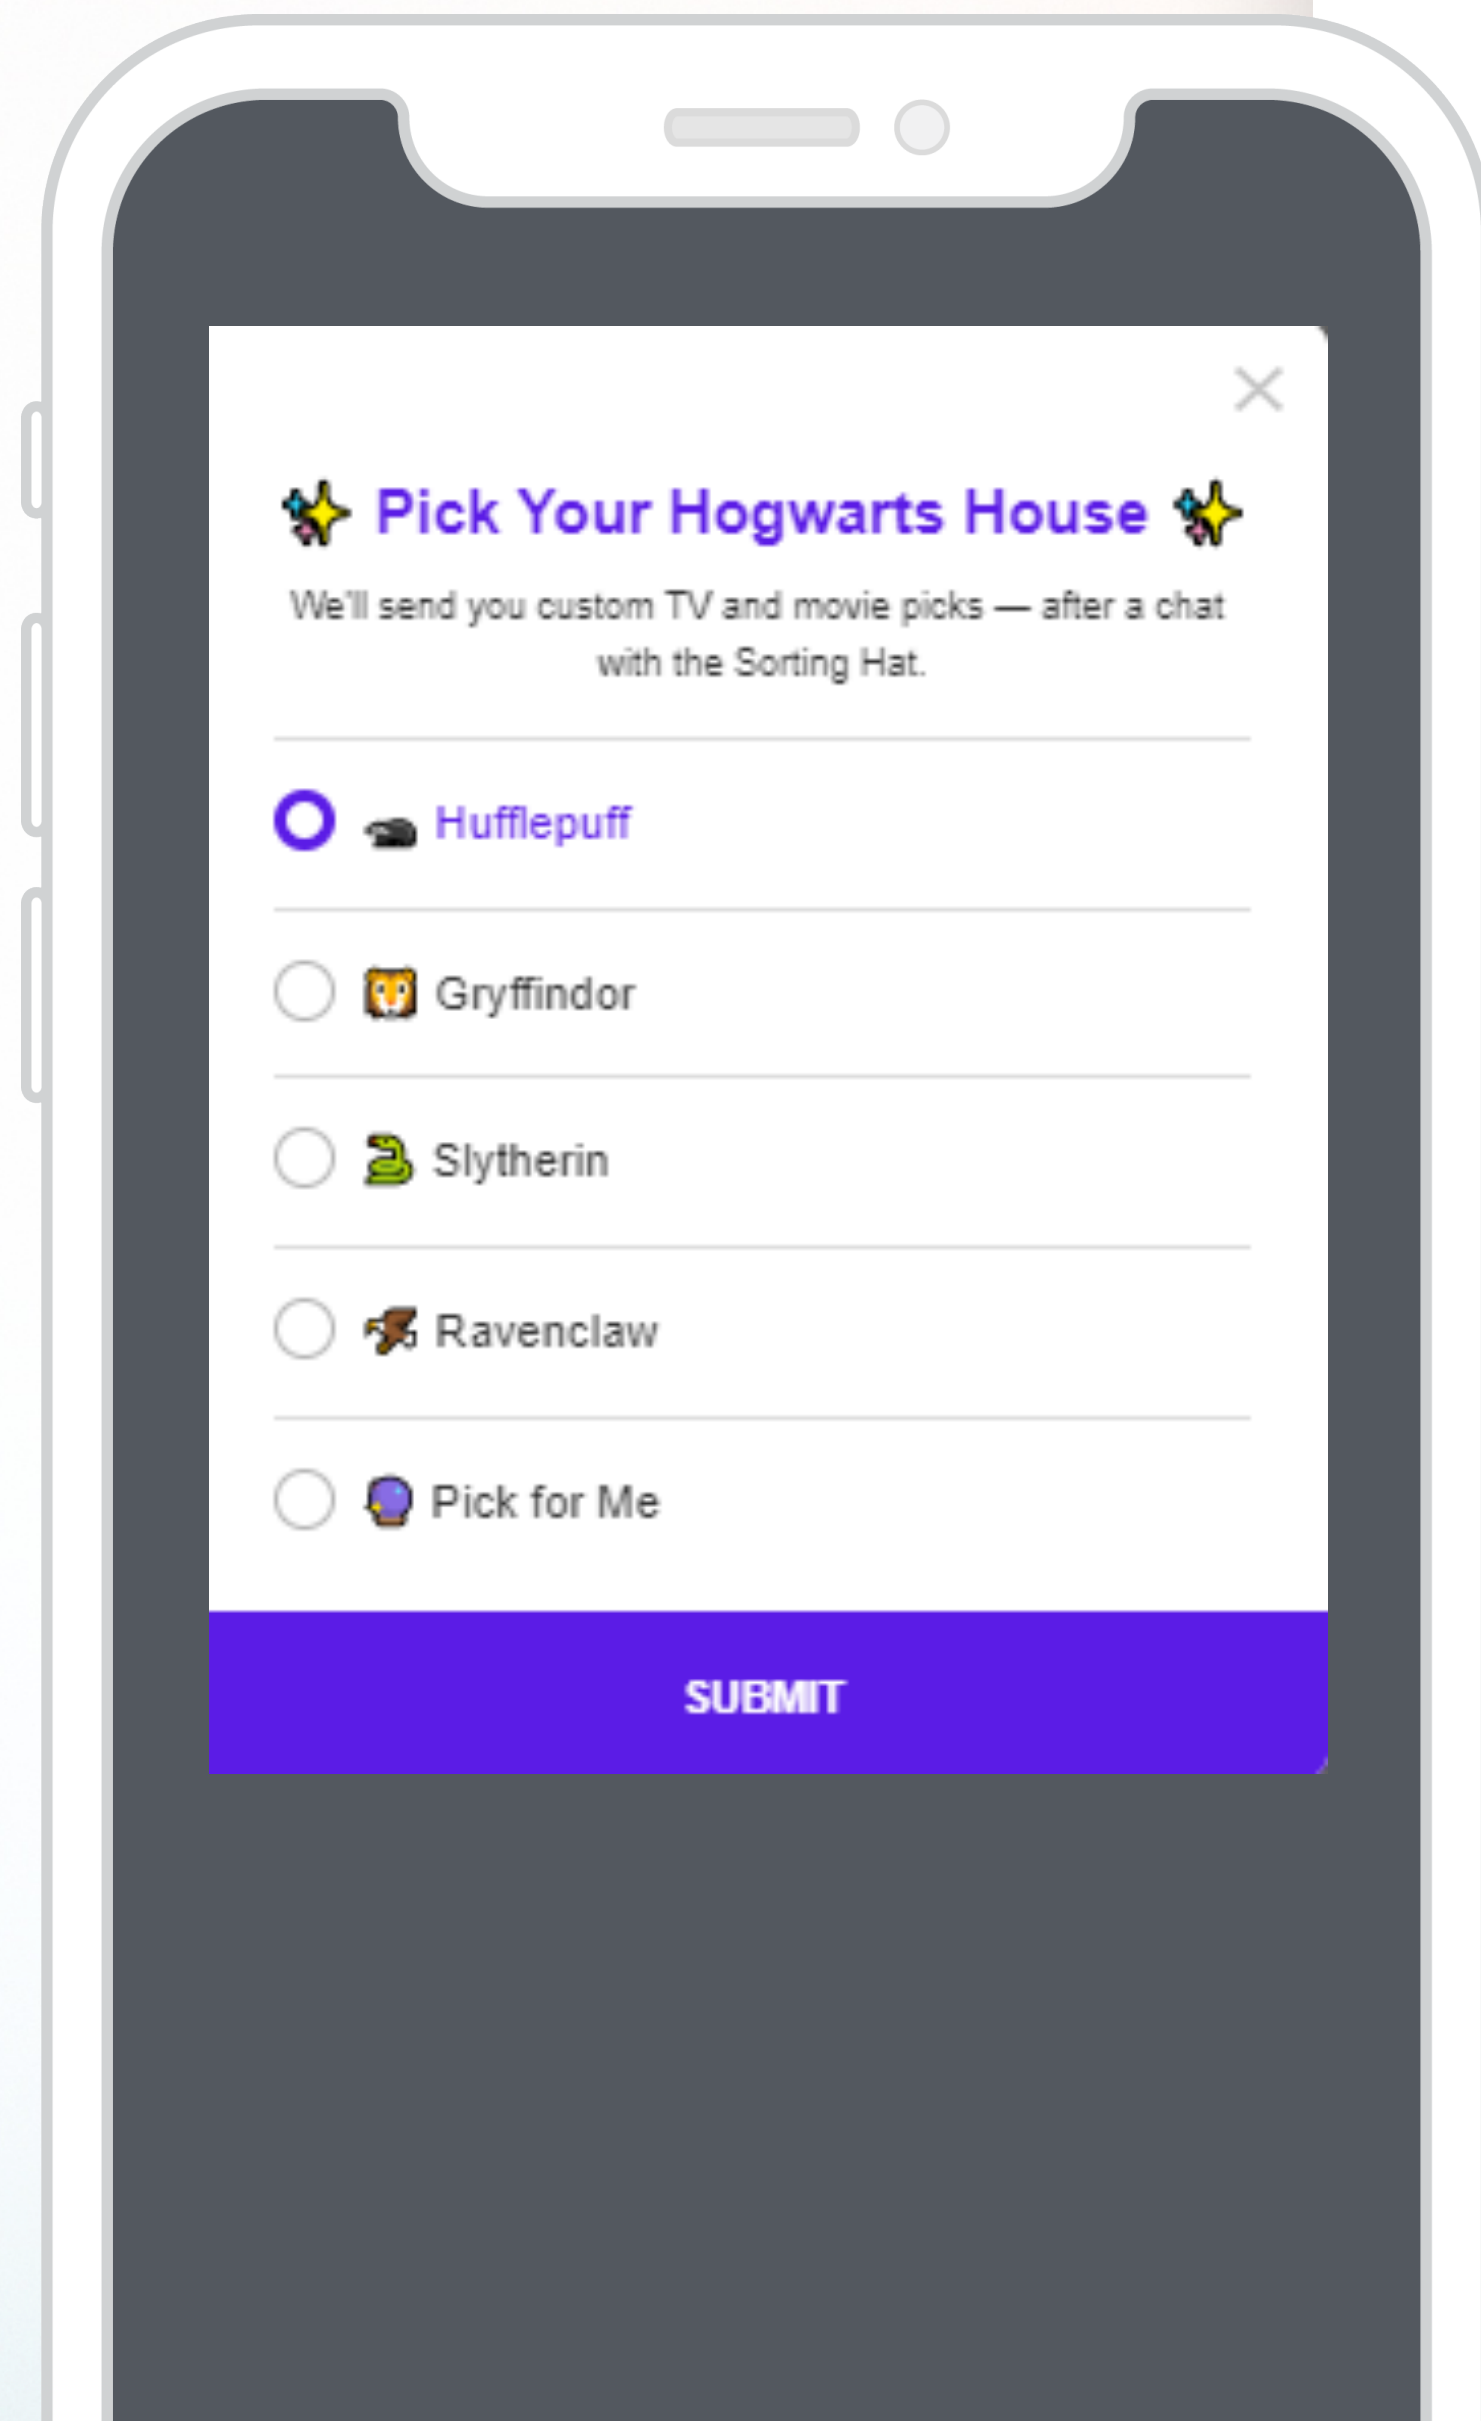 ✨ Pick Your Hogwarts House ✨
We'll send you custom TV and movie picks — after a chat
with the Sorting Hat.
Hufflepuff
Gryffindor
Slytherin
Ravenclaw
Pick for Me
SUBMIT